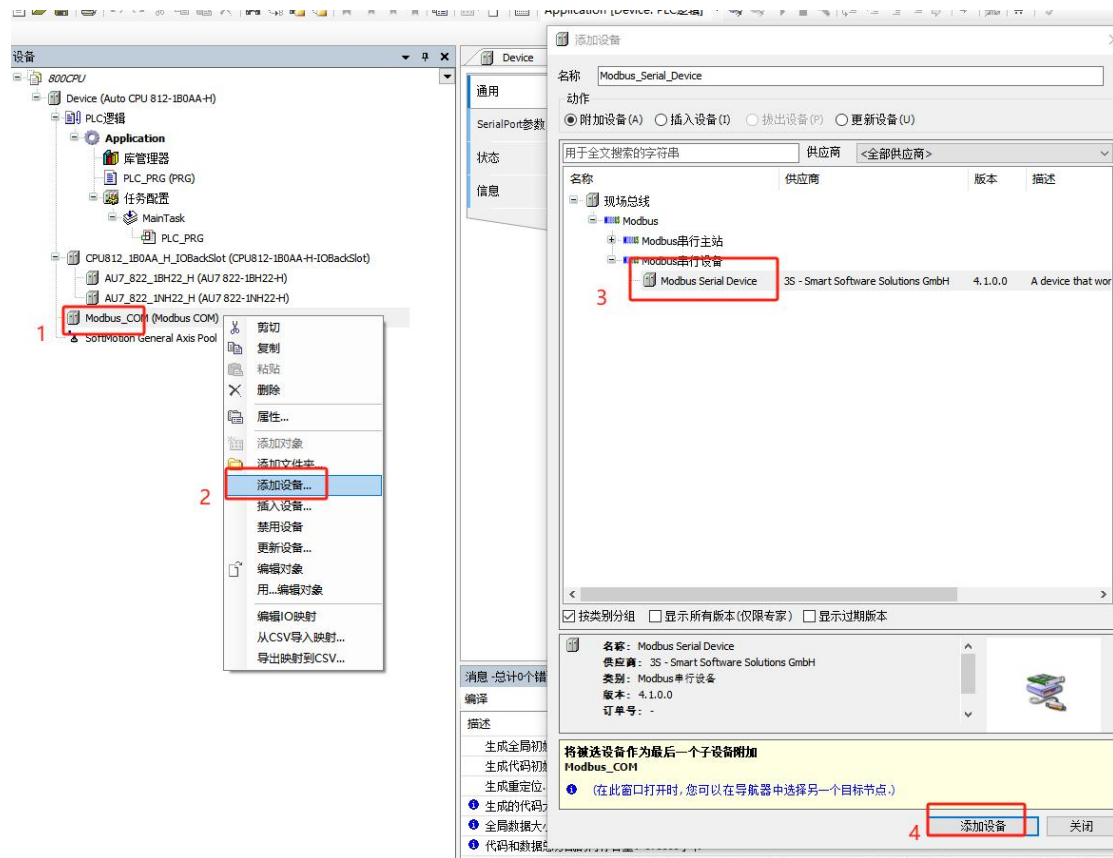 Application [Device: PLC逻辑]
设备
800CPU
Device (Auto CPU 812-1B0AA-H)
PLC逻辑
Application
库管理器
PLC_PRG (PRG)
任务配置
MainTask
PLC_PRG
CPU812_1B0AA_H_IOBackSlot (CPU812-1B0AA-H-IOBackSlot)
AU7_822_1BH22_H (AU7 822-1BH22-H)
AU7_822_1NH22_H (AU7 822-1NH22-H)
Modbus_COM (Modbus COM)
1
SoftMotion General Axis Pool
剪切
复制
粘贴
删除
属性...
添加对象
添加文件夹...
2
添加设备...
插入设备...
禁用设备
更新设备...
编辑对象
用...编辑对象
编辑IO映射
从CSV导入映射...
导出映射到CSV...
Device
通用
SerialPort参数
状态
信息
消息 -总计0个错
编译
描述
生成全局初始
生成代码初始
生成重定位.
生成的代码大
全局数据大小
添加设备
名称 Modbus_Serial_Device
动作
附加设备(A) 插入设备(I) 拔出设备(P) 更新设备(U)
用于全文搜索的字符串 供应商 <全部供应商>
名称 供应商 版本 描述
现场总线
Modbus
Modbus串行主站
Modbus串行设备
Modbus Serial Device 3S - Smart Software Solutions GmbH 4.1.0.0 A device that wor
3
按类别分组 显示所有版本(仅限专家) 显示过期版本
名称: Modbus Serial Device
供应商: 3S - Smart Software Solutions GmbH
类别: Modbus串行设备
版本: 4.1.0.0
订单号: -
将被选设备作为最后一个子设备附加
Modbus_COM
(在此窗口打开时,您可以在导航器中选择另一个目标节点.)
4
添加设备 关闭